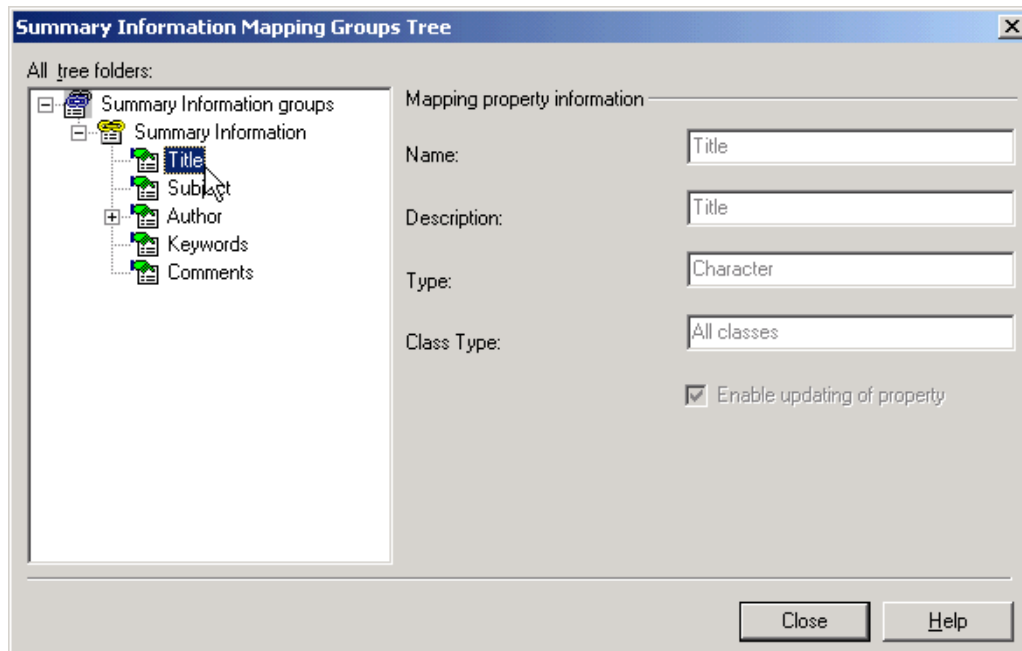 Summary Information Mapping Groups Tree
All tree folders:
Summary Information groups
Summary Information
Title
Subject
Author
Keywords
Comments
Mapping property information
Name:
Title
Description:
Title
Type:
Character
Class Type:
All classes
Enable updating of property
Close
Help